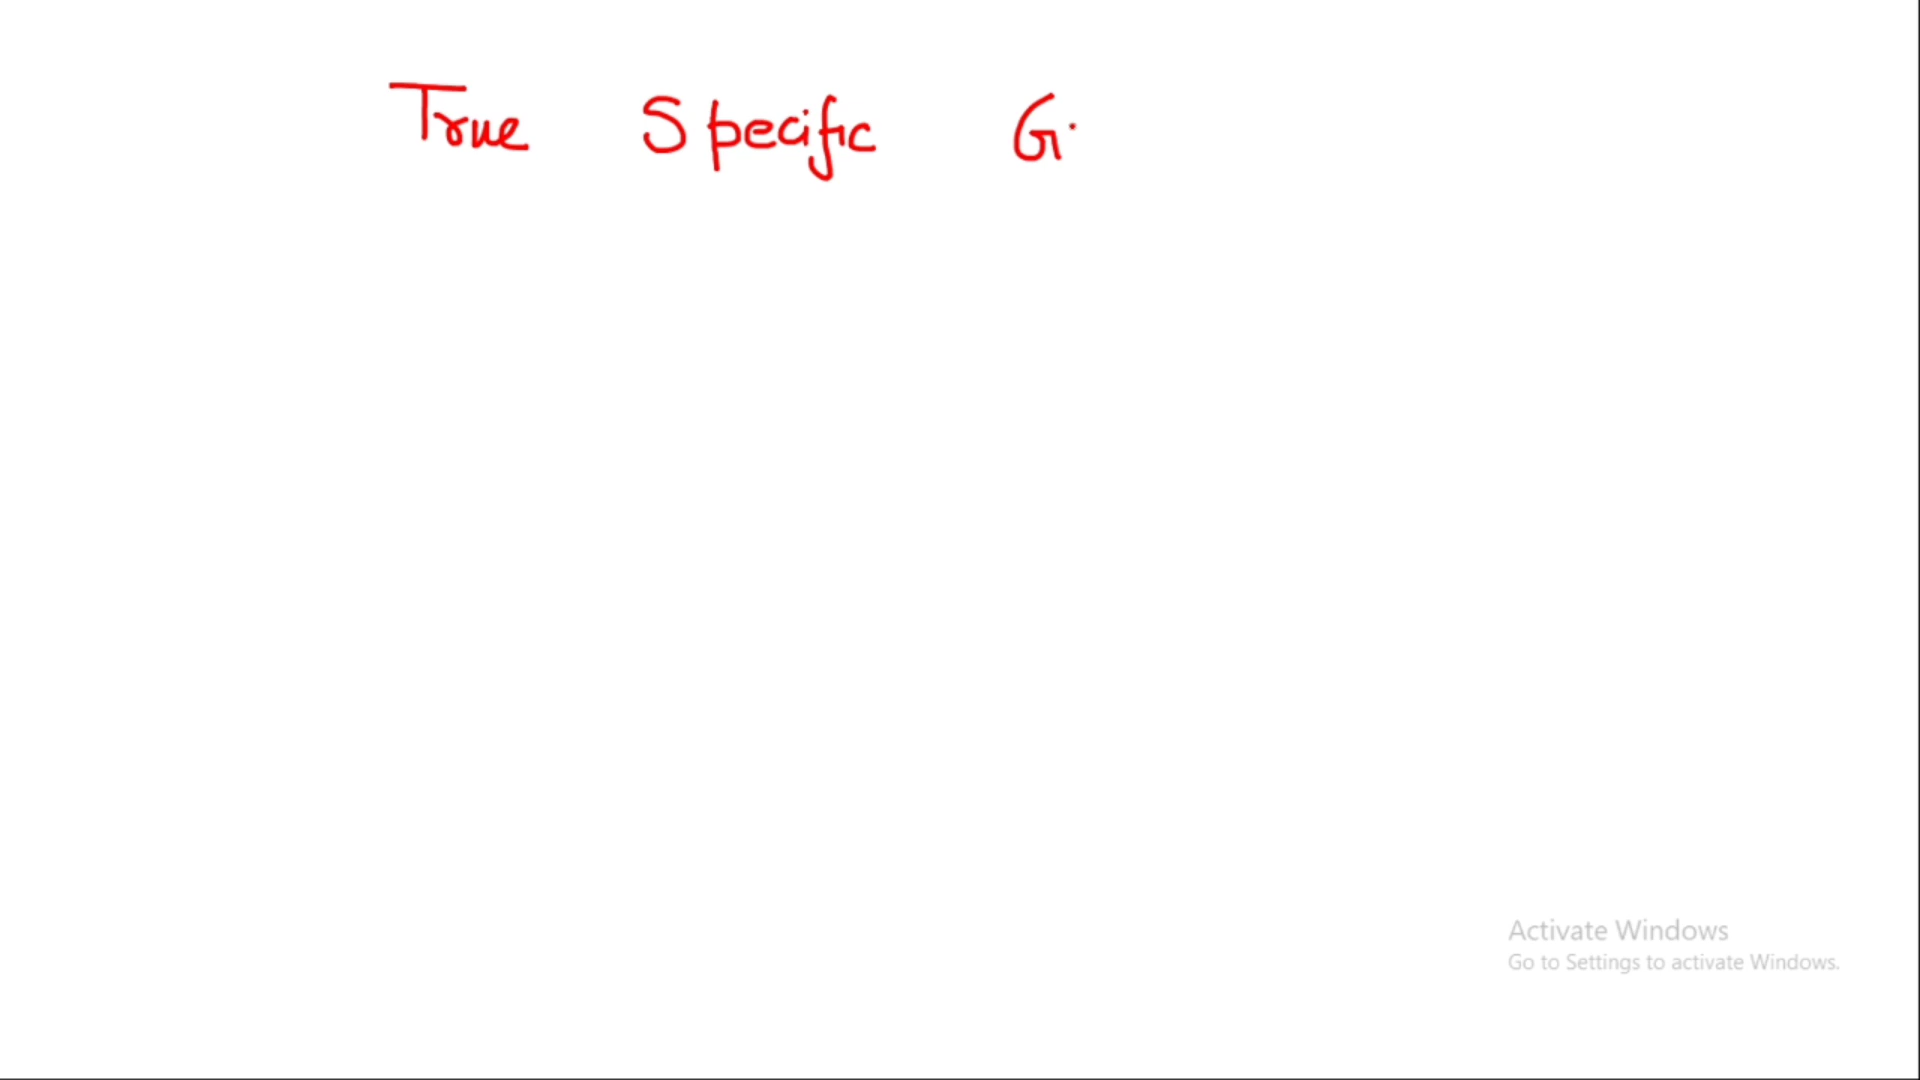 True Specific G
Activate Windows
Go to Settings to activate Windows.